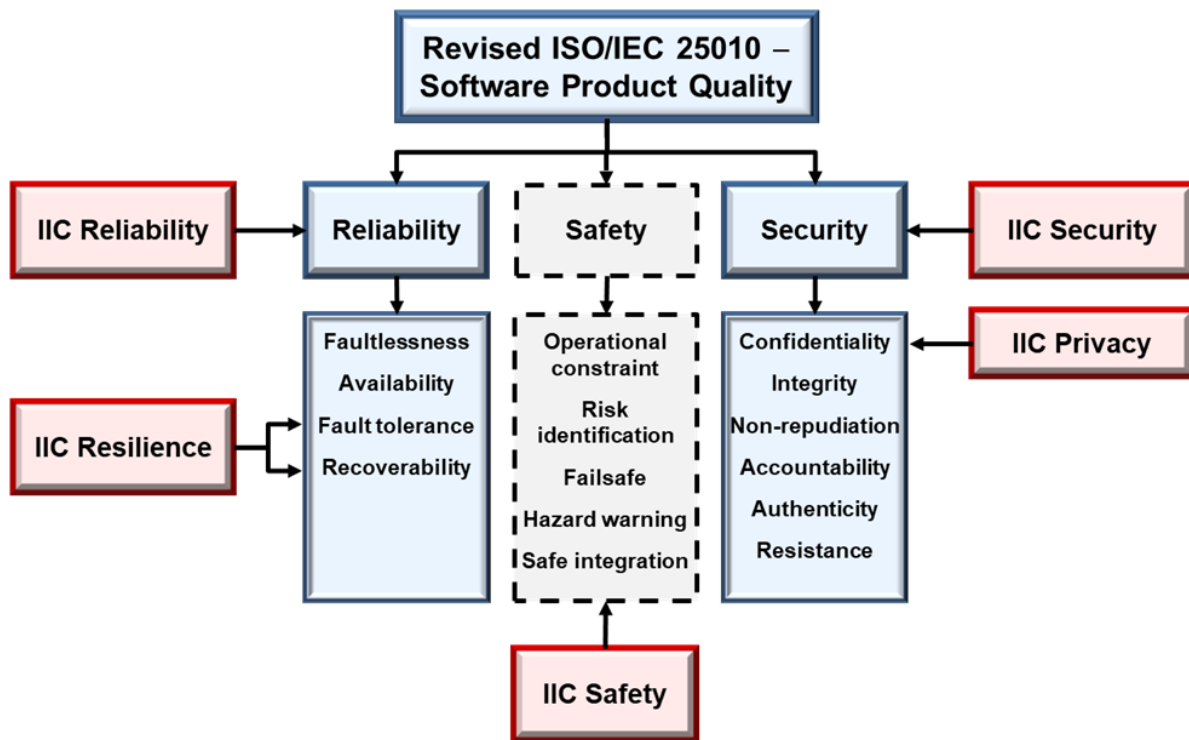 Revised ISO/IEC 25010 –
Software Product Quality
IIC Reliability
Reliability
Safety
Security
IIC Security
Faultlessness
Availability
Fault tolerance
Recoverability
IIC Resilience
Operational
constraint
Risk
identification
Failsafe
Hazard warning
Safe integration
Confidentiality
Integrity
Non-repudiation
Accountability
Authenticity
Resistance
IIC Privacy
IIC Safety